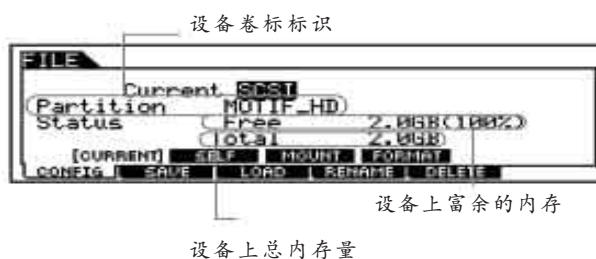 设备卷标标识
FILE
Current SCSI
Partition MOTIF_HD
Status Free 2.0GB(100%)
Total 2.0GB
[CURRENT] SELF MOUNT FORMAT
CONFIG SAVE LOAD RENAME DELETE
设备上富余的内存
设备上总内存量